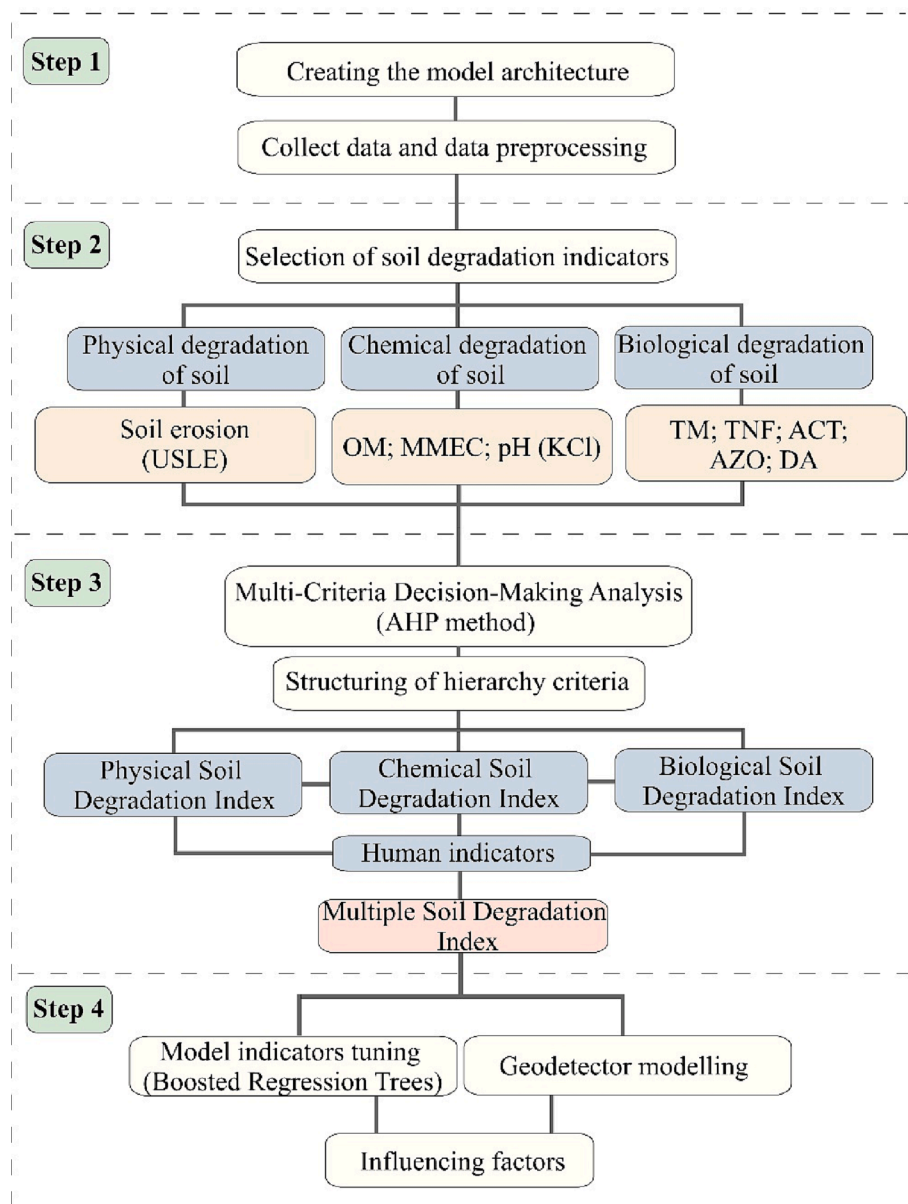 Step 1
Creating the model architecture
Collect data and data preprocessing
Step 2
Selection of soil degradation indicators
Physical degradation
of soil
Chemical degradation
of soil
Biological degradation
of soil
Soil erosion
(USLE)
OM; MMEC; pH (KCl)
TM; TNF; ACT;
AZO; DA
Step 3
Multi-Criteria Decision-Making Analysis
(AHP method)
Structuring of hierarchy criteria
Physical Soil
Degradation Index
Chemical Soil
Degradation Index
Biological Soil
Degradation Index
Human indicators
Multiple Soil Degradation
Index
Step 4
Model indicators tuning
(Boosted Regression Trees)
Geodetector modelling
Influencing factors